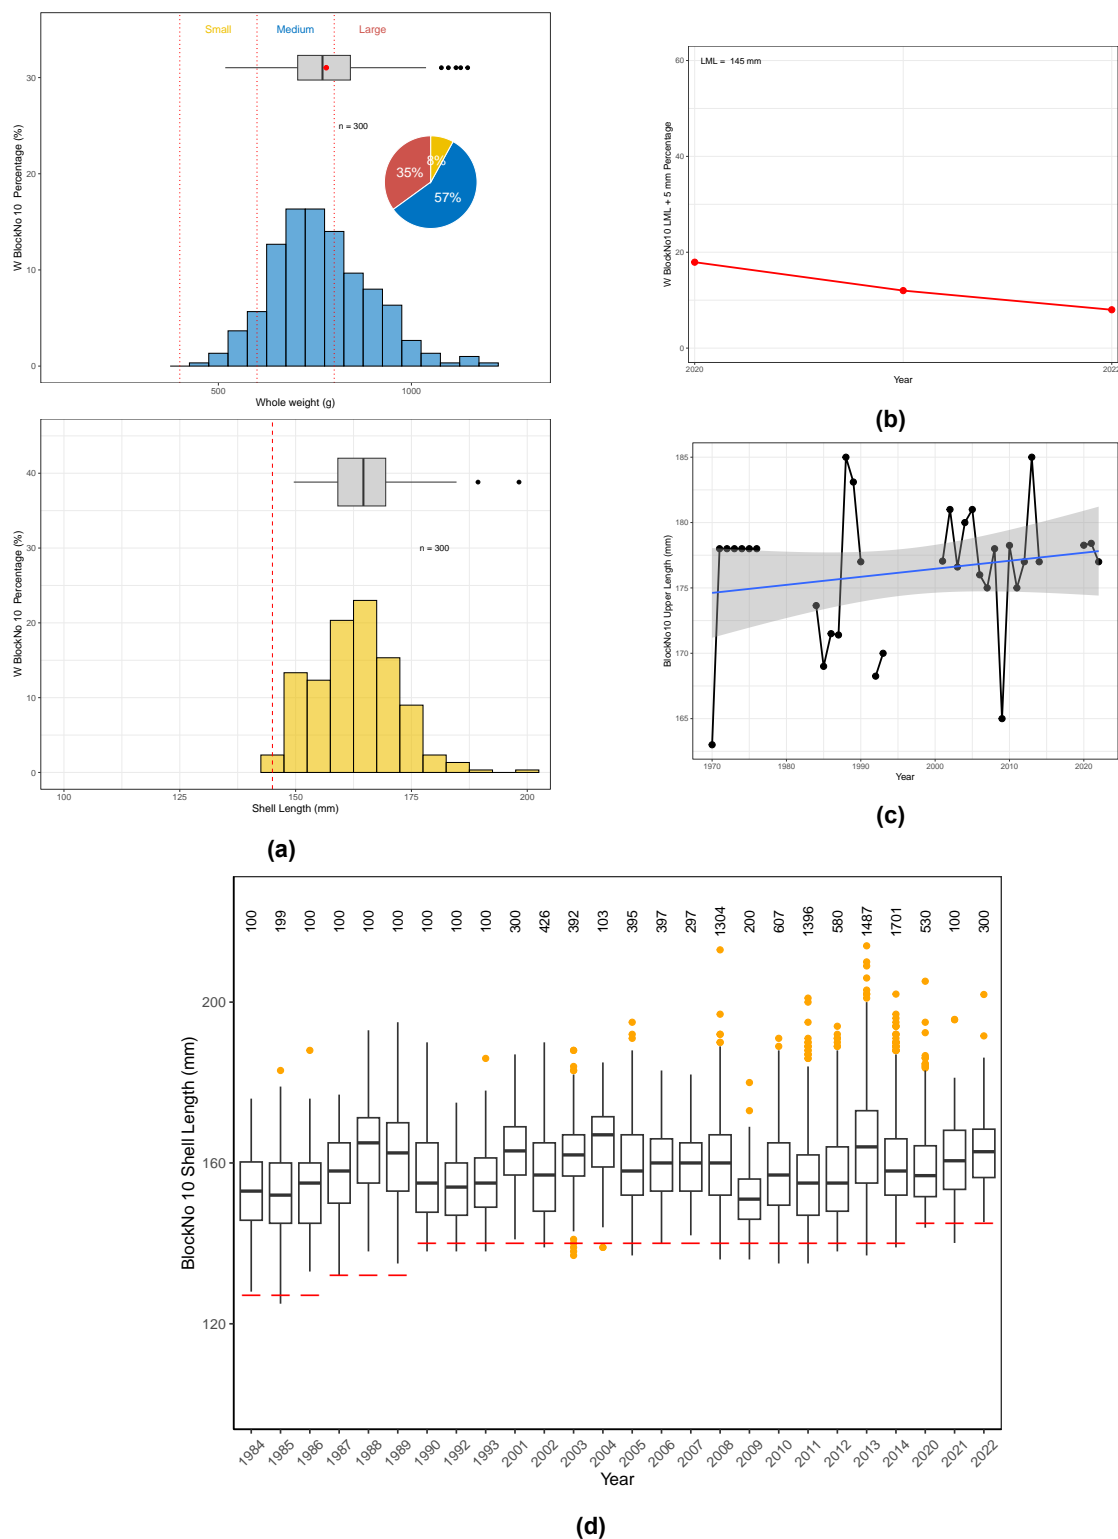 Small Medium Large
n = 300
8%
35%
57%
W BlockNo 10 Percentage (%)
30
20
10
0
500 1000
Whole weight (g)
W BlockNo 10 Percentage (%)
40
30
20
10
0
n = 300
100 125 150 175 200
Shell Length (mm)
(a)
LML = 145 mm
W BlockNo10 LML + 5 mm Percentage
60
40
20
0
2020 2022
Year
(b)
BlockNo10 Upper Length (mm)
185
180
175
170
165
1970 1980 1990 2000 2010 2020
Year
(c)
100 199 100 100 100 100 100 100 100 300 426 392 103 395 397 297 1304 200 607 1396 580 1487 1701 530 100 300
BlockNo 10 Shell Length (mm)
200
160
120
1984 1985 1986 1987 1988 1989 1990 1992 1993 2001 2002 2003 2004 2005 2006 2007 2008 2009 2010 2011 2012 2013 2014 2020 2021 2022
Year
(d)